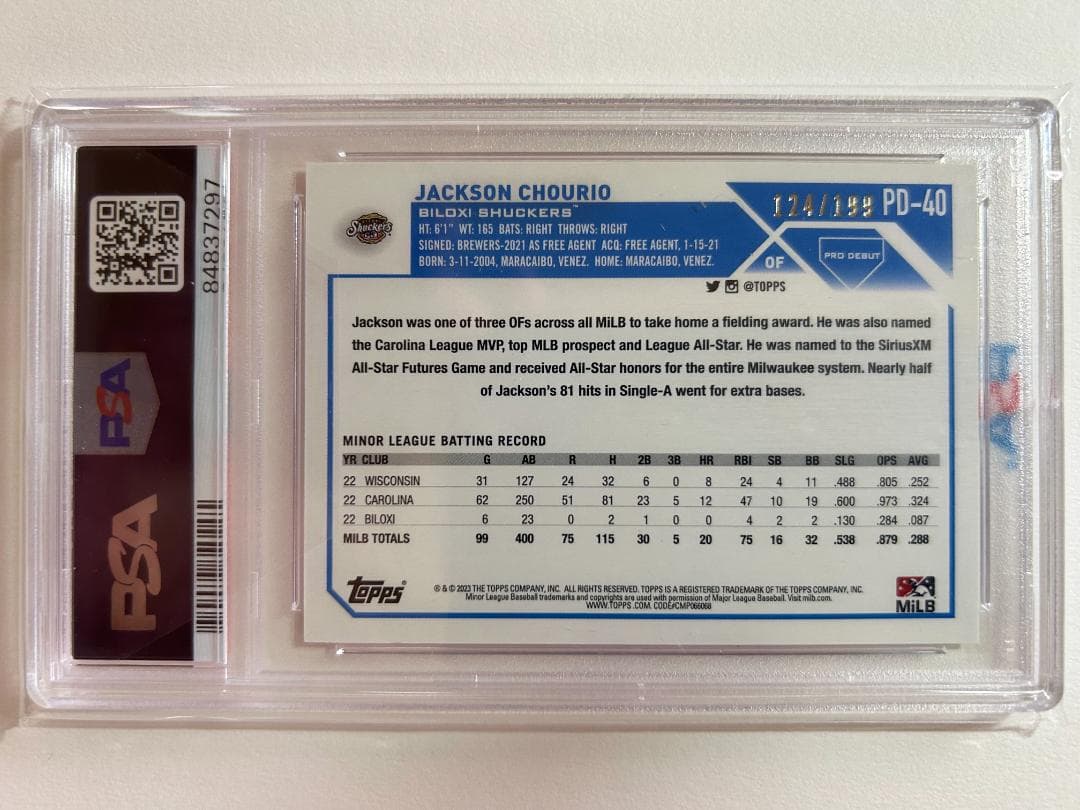 84837297
PSA
PSA
JACKSON CHOURIO
BILOXI SHUCKERS™
HT: 6'1" WT: 165 BATS: RIGHT THROWS: RIGHT
SIGNED: BREWERS-2021 AS FREE AGENT ACQ: FREE AGENT, 1-15-21
BORN: 3-11-2004, MARACAIBO, VENEZ. HOME: MARACAIBO, VENEZ.
Shuckers
124/199 PD-40
OF
PRO DEBUT
@TOPPS
Jackson was one of three OFs across all MiLB to take home a fielding award. He was also named
the Carolina League MVP, top MLB prospect and League All-Star. He was named to the SiriusXM
All-Star Futures Game and received All-Star honors for the entire Milwaukee system. Nearly half
of Jackson's 81 hits in Single-A went for extra bases.
MINOR LEAGUE BATTING RECORD
YR CLUB G AB R H 2B 3B HR RBI SB BB SLG OPS AVG
22 WISCONSIN 31 127 24 32 6 0 8 24 4 11 .488 .805 .252
22 CAROLINA 62 250 51 81 23 5 12 47 10 19 .600 .973 .324
22 BILOXI 6 23 0 2 1 0 0 4 2 2 .130 .284 .087
MILB TOTALS 99 400 75 115 30 5 20 75 16 32 .538 .879 .288
Topps®
® & © 2023 THE TOPPS COMPANY, INC. ALL RIGHTS RESERVED. TOPPS IS A REGISTERED TRADEMARK OF THE TOPPS COMPANY, INC.
Minor League Baseball trademarks and copyrights are used with permission of Major League Baseball. Visit milb.com.
WWW.TOPPS.COM. CODE#CMP066068
MiLB
PSA